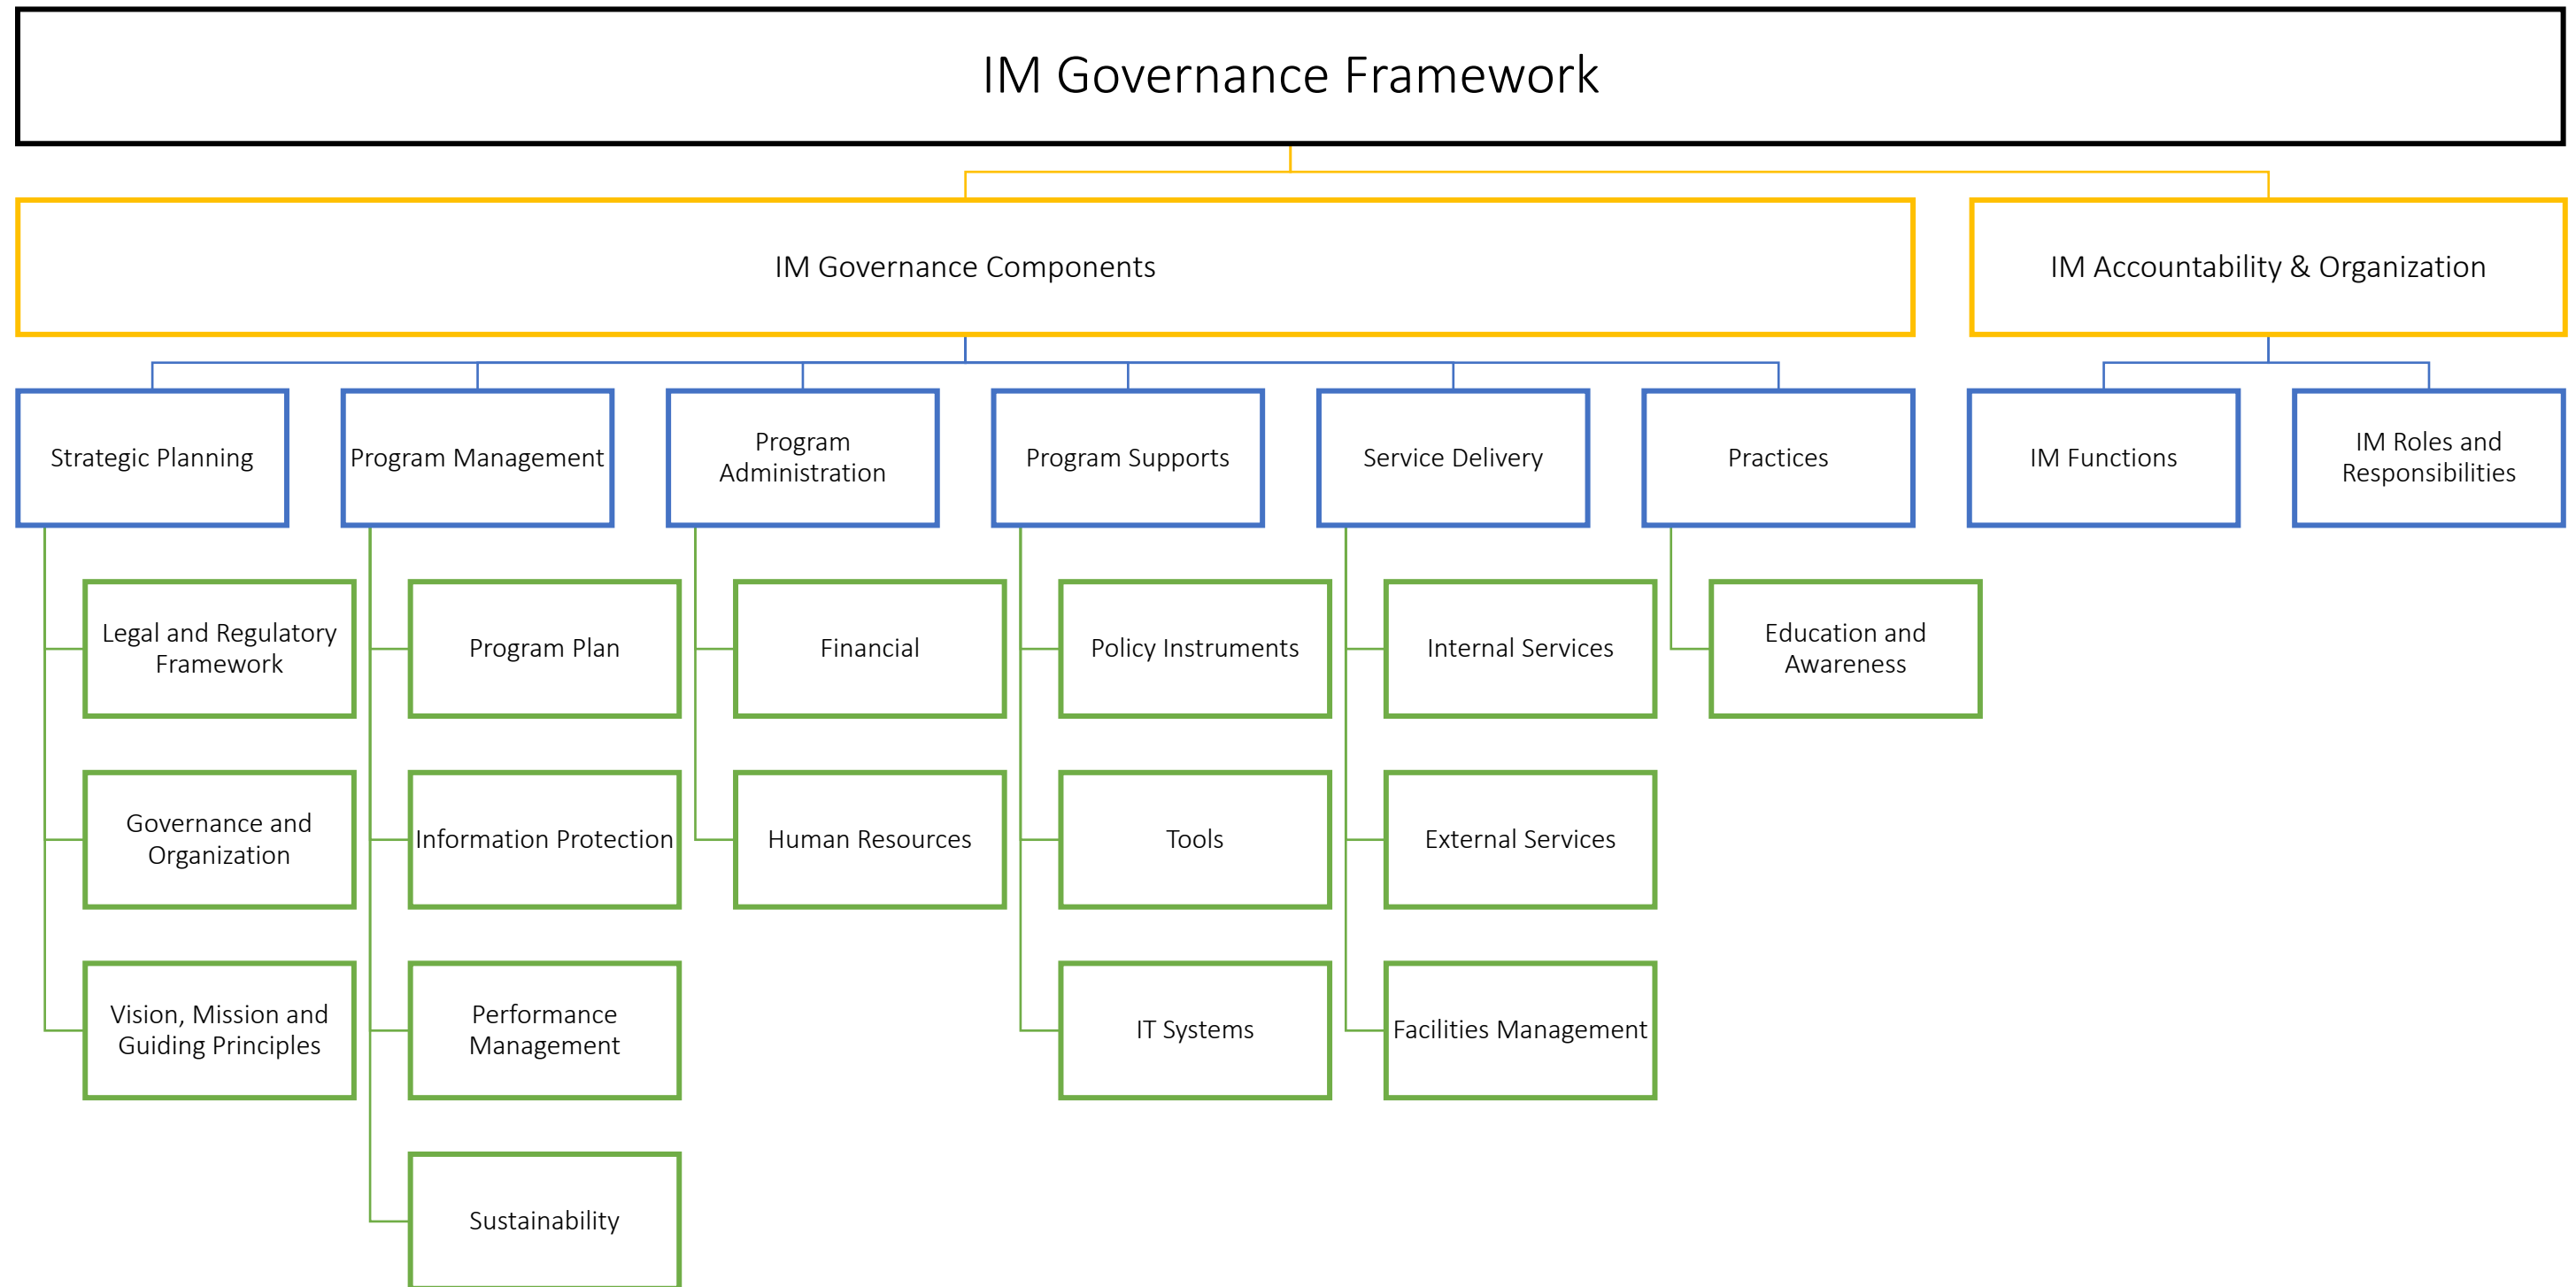 IM Governance Framework
IM Governance Components
IM Accountability & Organization
Strategic Planning
Program Management
Program
Administration
Program Supports
Service Delivery
Practices
IM Functions
IM Roles and
Responsibilities
Legal and Regulatory
Framework
Program Plan
Financial
Policy Instruments
Internal Services
Education and
Awareness
Governance and
Organization
Information Protection
Human Resources
Tools
External Services
Vision, Mission and
Guiding Principles
Performance
Management
IT Systems
Facilities Management
Sustainability